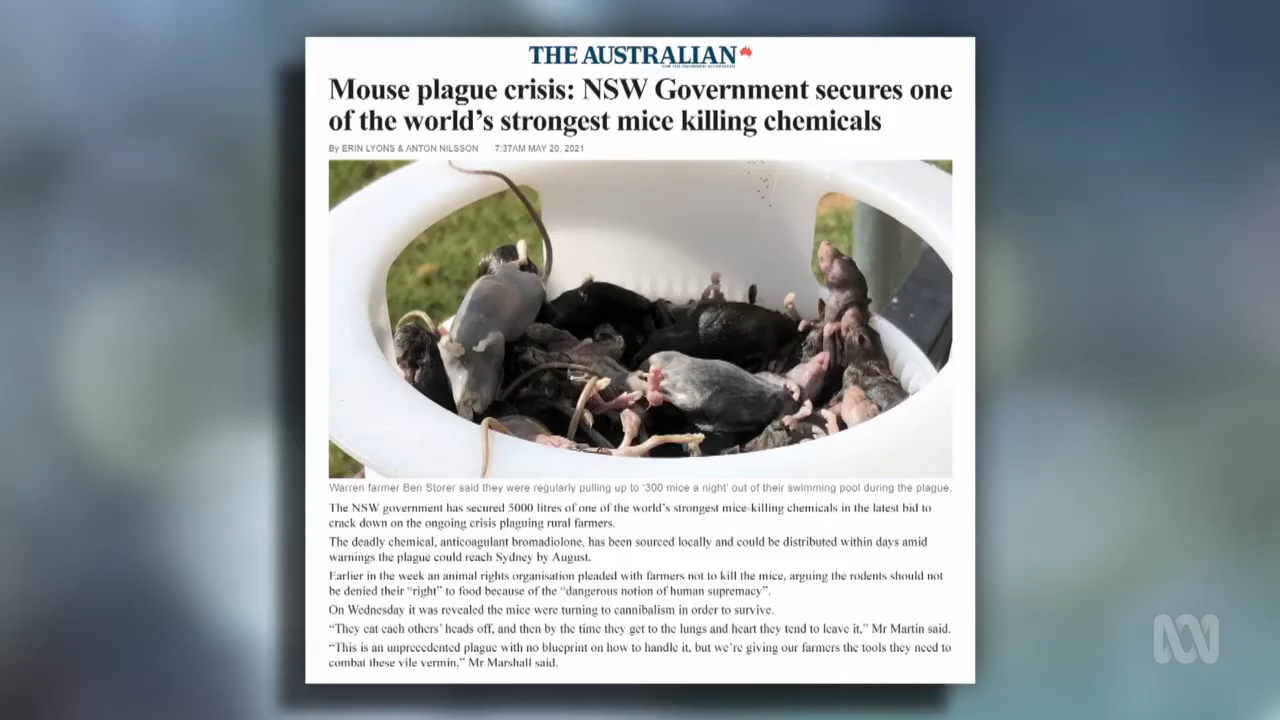 THE AUSTRALIAN
FOR THE INFORMED AUSTRALIAN
Mouse plague crisis: NSW Government secures one
of the world's strongest mice killing chemicals
By ERIN LYONS & ANTON NILSSON 7:37AM MAY 20, 2021
Warren farmer Ben Storer said they were regularly pulling up to '300 mice a night' out of their swimming pool during the plague.
The NSW government has secured 5000 litres of one of the world's strongest mice-killing chemicals in the latest bid to
crack down on the ongoing crisis plaguing rural farmers.
The deadly chemical, anticoagulant bromadiolone, has been sourced locally and could be distributed within days amid
warnings the plague could reach Sydney by August.
Earlier in the week an animal rights organisation pleaded with farmers not to kill the mice, arguing the rodents should not
be denied their "right" to food because of the "dangerous notion of human supremacy".
On Wednesday it was revealed the mice were turning to cannibalism in order to survive.
"They eat each others' heads off, and then by the time they get to the lungs and heart they tend to leave it," Mr Martin said.
"This is an unprecedented plague with no blueprint on how to handle it, but we're giving our farmers the tools they need to
combat these vile vermin," Mr Marshall said.